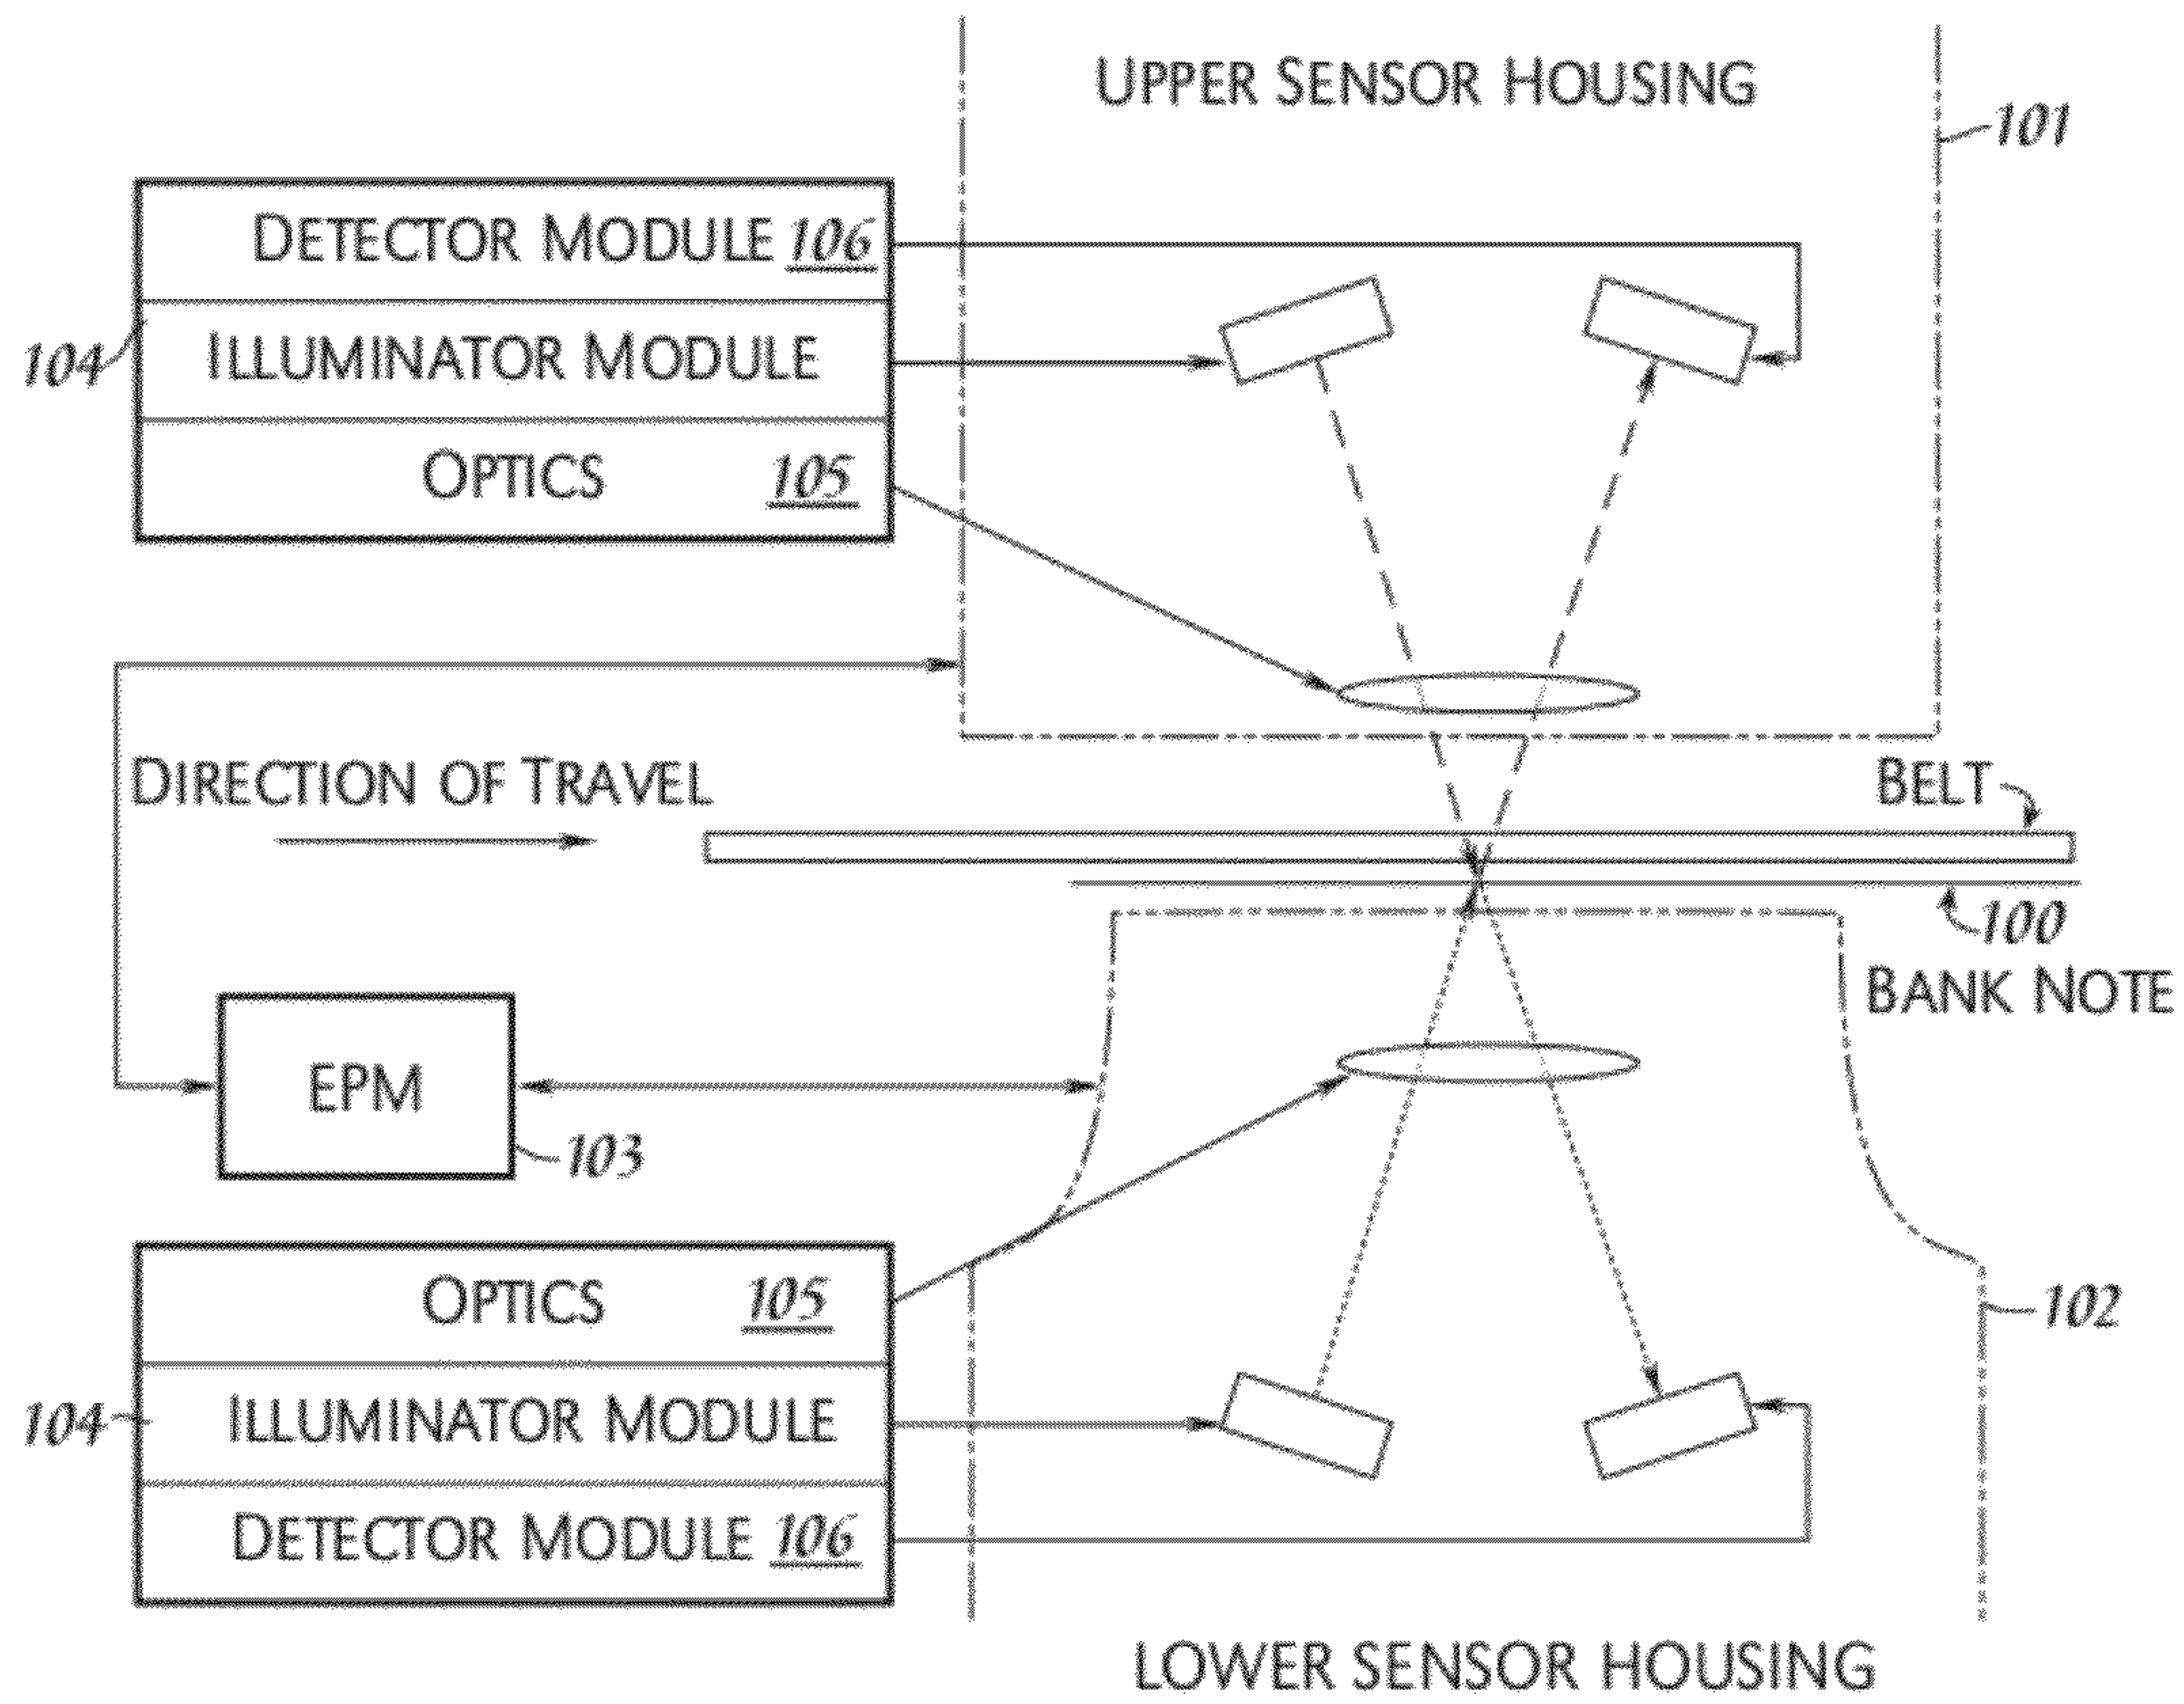 UPPER SENSOR HOUSING
101
DETECTOR MODULE 106
104
ILLUMINATOR MODULE
OPTICS 105
DIRECTION OF TRAVEL
BELT
100
BANK NOTE
EPM
103
OPTICS 105
102
104
ILLUMINATOR MODULE
DETECTOR MODULE 106
LOWER SENSOR HOUSING